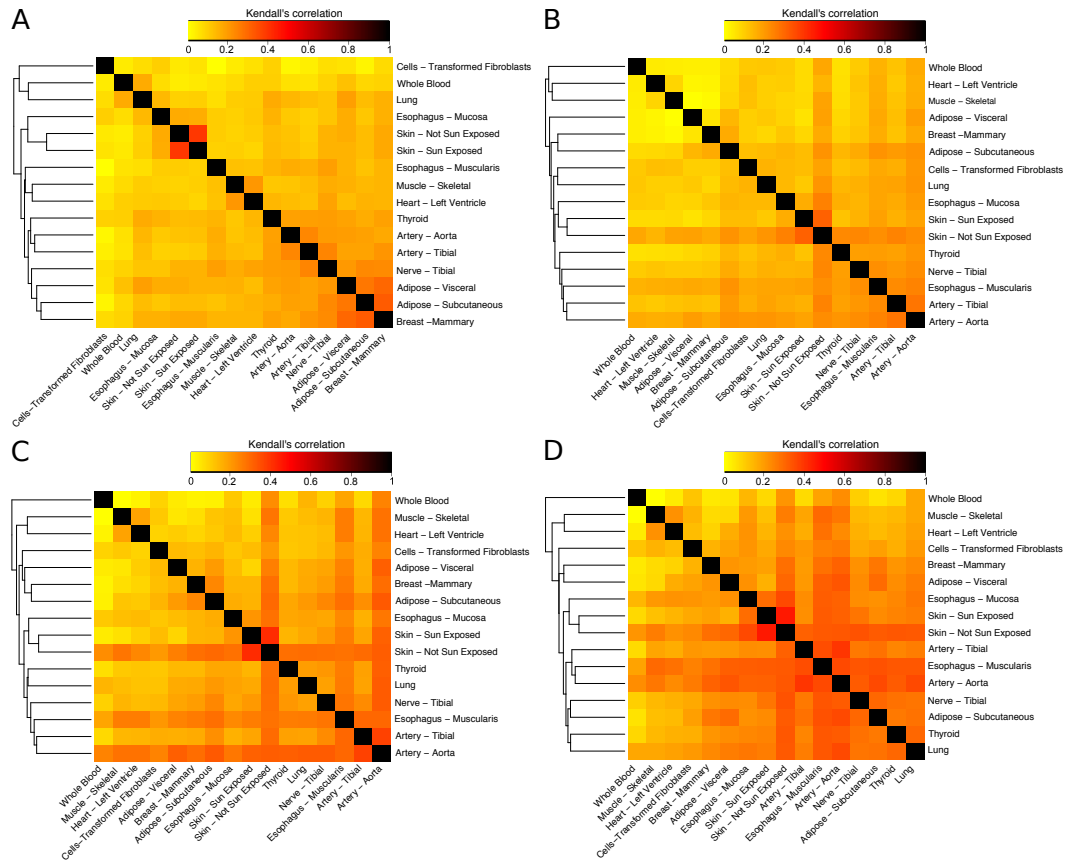 A
Kendall's correlation
0 0.2 0.4 0.6 0.8 1
Cells − Transformed Fibroblasts
Whole Blood
Lung
Esophagus − Mucosa
Skin − Not Sun Exposed
Skin − Sun Exposed
Esophagus − Muscularis
Muscle − Skeletal
Heart − Left Ventricle
Thyroid
Artery − Aorta
Artery − Tibial
Nerve − Tibial
Adipose − Visceral
Adipose − Subcutaneous
Breast −Mammary
Cells−Transformed Fibroblasts
Whole Blood
Lung
Esophagus − Mucosa
Skin − Not Sun Exposed
Skin − Sun Exposed
Esophagus − Muscularis
Muscle − Skeletal
Heart − Left Ventricle
Thyroid
Artery − Aorta
Artery − Tibial
Nerve − Tibial
Adipose − Visceral
Adipose − Subcutaneous
Breast − Mammary
B
Kendall's correlation
0 0.2 0.4 0.6 0.8 1
Whole Blood
Heart − Left Ventricle
Muscle − Skeletal
Adipose − Visceral
Breast −Mammary
Adipose − Subcutaneous
Cells − Transformed Fibroblasts
Lung
Esophagus − Mucosa
Skin − Sun Exposed
Skin − Not Sun Exposed
Thyroid
Nerve − Tibial
Esophagus − Muscularis
Artery − Tibial
Artery − Aorta
Whole Blood
Heart − Left Ventricle
Muscle − Skeletal
Adipose − Visceral
Breast − Mammary
Adipose − Subcutaneous
Cells−Transformed Fibroblasts
Lung
Esophagus − Mucosa
Skin − Sun Exposed
Skin − Not Sun Exposed
Thyroid
Nerve − Tibial
Esophagus − Muscularis
Artery − Tibial
Artery − Aorta
C
Kendall's correlation
0 0.2 0.4 0.6 0.8 1
Whole Blood
Muscle − Skeletal
Heart − Left Ventricle
Cells − Transformed Fibroblasts
Adipose − Visceral
Breast −Mammary
Adipose − Subcutaneous
Esophagus − Mucosa
Skin − Sun Exposed
Skin − Not Sun Exposed
Thyroid
Lung
Nerve − Tibial
Esophagus − Muscularis
Artery − Tibial
Artery − Aorta
Whole Blood
Muscle − Skeletal
Heart − Left Ventricle
Cells−Transformed Fibroblasts
Adipose − Visceral
Breast − Mammary
Adipose − Subcutaneous
Esophagus − Mucosa
Skin − Sun Exposed
Skin − Not Sun Exposed
Thyroid
Lung
Nerve − Tibial
Esophagus − Muscularis
Artery − Tibial
Artery − Aorta
D
Kendall's correlation
0 0.2 0.4 0.6 0.8 1
Whole Blood
Muscle − Skeletal
Heart − Left Ventricle
Cells − Transformed Fibroblasts
Breast −Mammary
Adipose − Visceral
Esophagus − Mucosa
Skin − Sun Exposed
Skin − Not Sun Exposed
Artery − Tibial
Esophagus − Muscularis
Artery − Aorta
Nerve − Tibial
Adipose − Subcutaneous
Thyroid
Lung
Whole Blood
Muscle − Skeletal
Heart − Left Ventricle
Cells−Transformed Fibroblasts
Breast − Mammary
Adipose − Visceral
Esophagus − Mucosa
Skin − Sun Exposed
Skin − Not Sun Exposed
Artery − Tibial
Esophagus − Muscularis
Artery − Aorta
Nerve − Tibial
Adipose − Subcutaneous
Thyroid
Lung